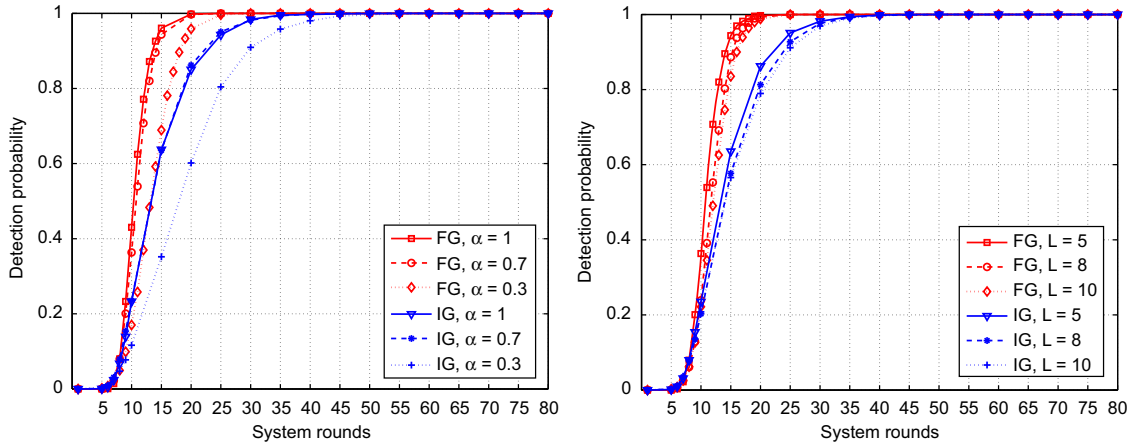 Detection probability
1
0.8
0.6
0.4
0.2
0
5 10 15 20 25 30 35 40 45 50 55 60 65 70 75 80
System rounds
FG, α = 1
FG, α = 0.7
FG, α = 0.3
IG, α = 1
IG, α = 0.7
IG, α = 0.3
Detection probability
1
0.8
0.6
0.4
0.2
0
5 10 15 20 25 30 35 40 45 50 55 60 65 70 75 80
System rounds
FG, L = 5
FG, L = 8
FG, L = 10
IG, L = 5
IG, L = 8
IG, L = 10